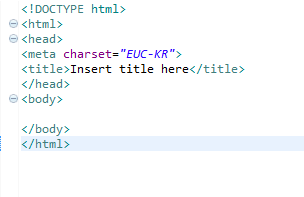 <!DOCTYPE html>
<html>
<head>
<meta charset="EUC-KR">
<title>Insert title here</title>
</head>
<body>
</body>
</html>